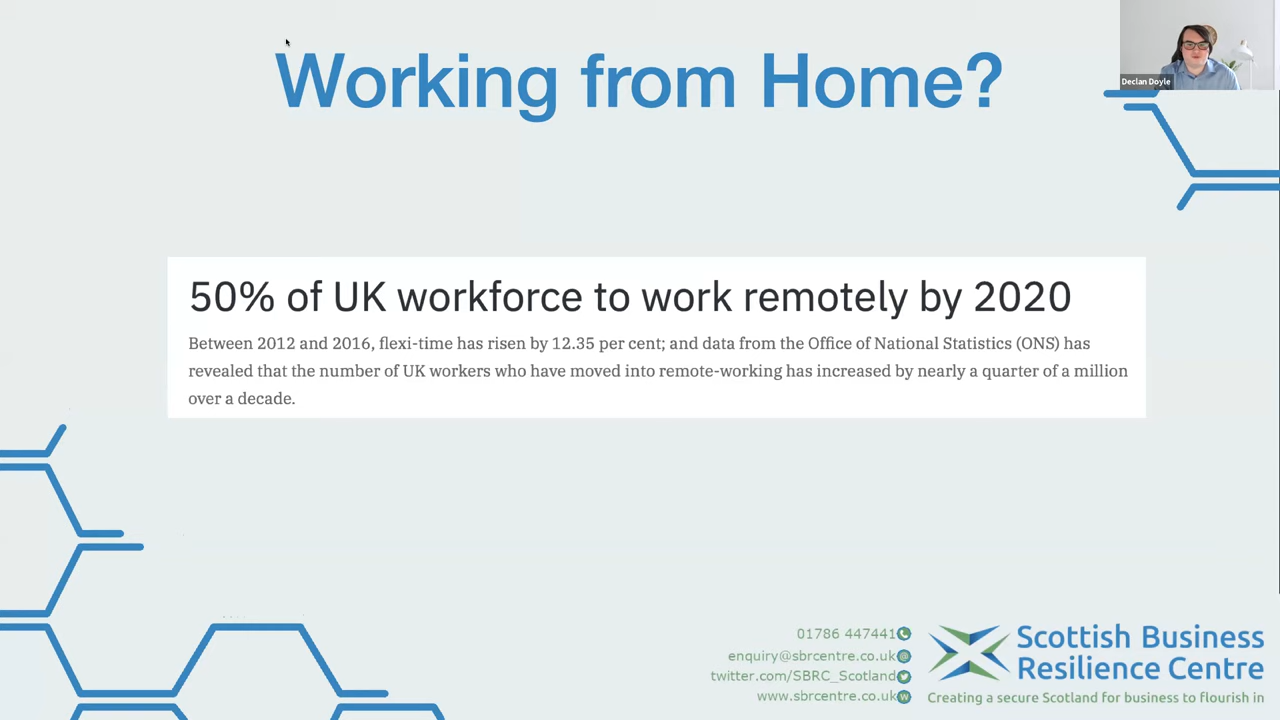 Working from Home?
Declan Doyle
50% of UK workforce to work remotely by 2020
Between 2012 and 2016, flexi-time has risen by 12.35 per cent; and data from the Office of National Statistics (ONS) has
revealed that the number of UK workers who have moved into remote-working has increased by nearly a quarter of a million
over a decade.
01786 447441
enquiry@sbrcentre.co.uk
twitter.com/SBRC_Scotland
www.sbrcentre.co.uk
Scottish Business
Resilience Centre
Creating a secure Scotland for business to flourish in